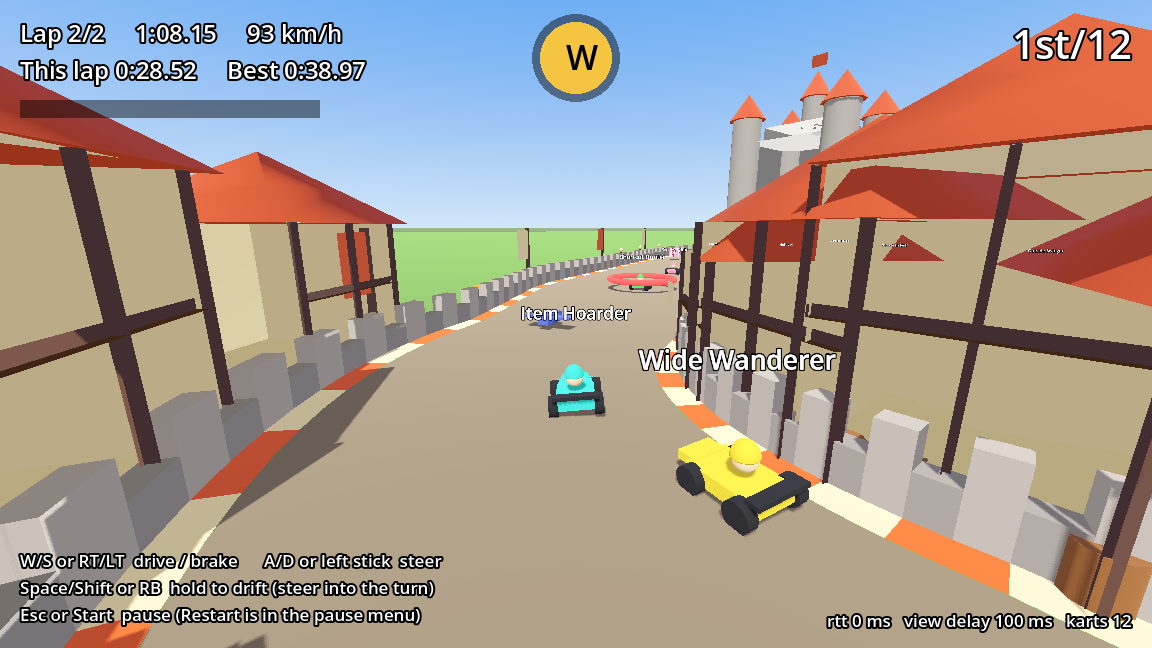 Lap 2/2 1:08.15 93 km/h
This lap 0:28.52 Best 0:38.97
W
1st/12
Item Hoarder
Wide Wanderer
W/S or RT/LT drive / brake A/D or left stick steer
Space/Shift or RB hold to drift (steer into the turn)
Esc or Start pause (Restart is in the pause menu)
rtt 0 ms view delay 100 ms karts 12